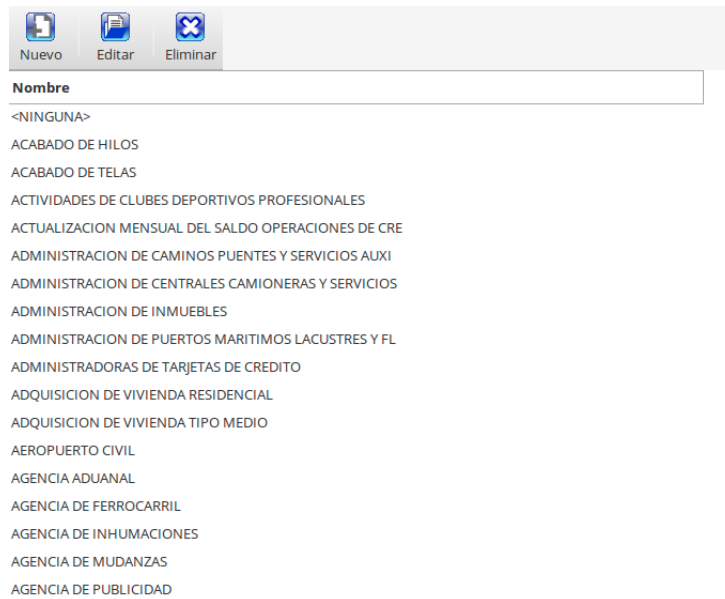 Nuevo Editar Eliminar
Nombre
<NINGUNA>
ACABADO DE HILOS
ACABADO DE TELAS
ACTIVIDADES DE CLUBES DEPORTIVOS PROFESIONALES
ACTUALIZACION MENSUAL DEL SALDO OPERACIONES DE CRE
ADMINISTRACION DE CAMINOS PUENTES Y SERVICIOS AUXI
ADMINISTRACION DE CENTRALES CAMIONERAS Y SERVICIOS
ADMINISTRACION DE INMUEBLES
ADMINISTRACION DE PUERTOS MARITIMOS LACUSTRES Y FL
ADMINISTRADORAS DE TARJETAS DE CREDITO
ADQUISICION DE VIVIENDA RESIDENCIAL
ADQUISICION DE VIVIENDA TIPO MEDIO
AEROPUERTO CIVIL
AGENCIA ADUANAL
AGENCIA DE FERROCARRIL
AGENCIA DE INHUMACIONES
AGENCIA DE MUDANZAS
AGENCIA DE PUBLICIDAD